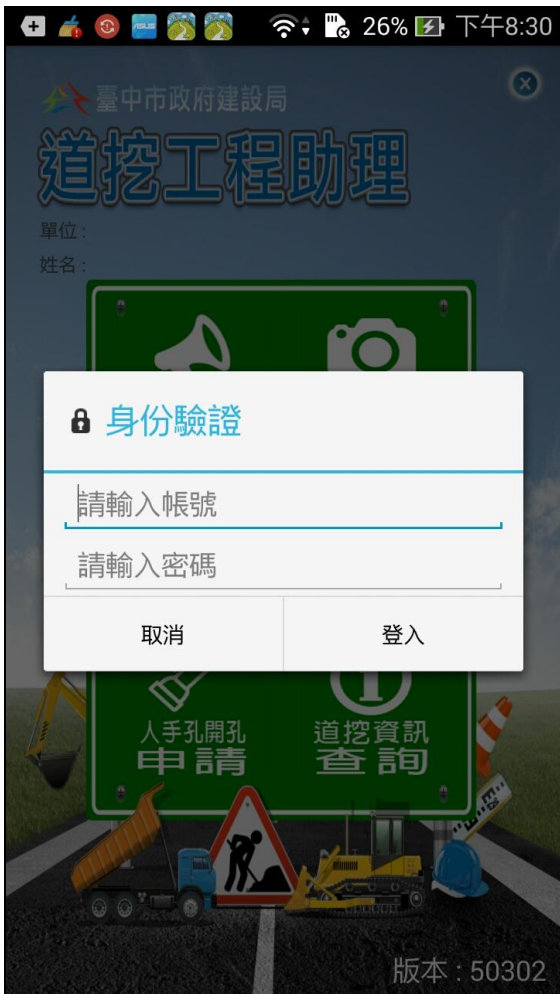 26% 下午8:30
臺中市政府建設局
道挖工程助理
單位 :
姓名 :
身份驗證
請輸入帳號
請輸入密碼
取消 登入
人手孔開孔 道挖資訊
申請 查詢
版本 : 50302